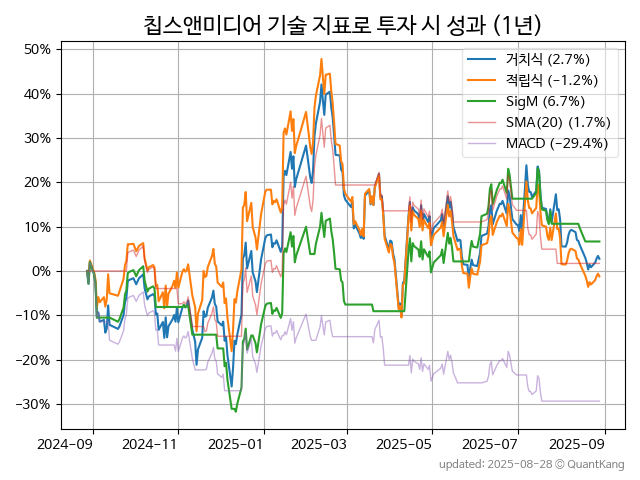 칩스앤미디어 기술 지표로 투자 시 성과 (1년)
50%
40%
30%
20%
10%
0%
−10%
−20%
−30%
거치식 (2.7%)
적립식 (−1.2%)
SigM (6.7%)
SMA(20) (1.7%)
MACD (−29.4%)
2024-09
2024-11
2025-01
2025-03
2025-05
2025-07
2025-09
updated: 2025-08-28 © QuantKang